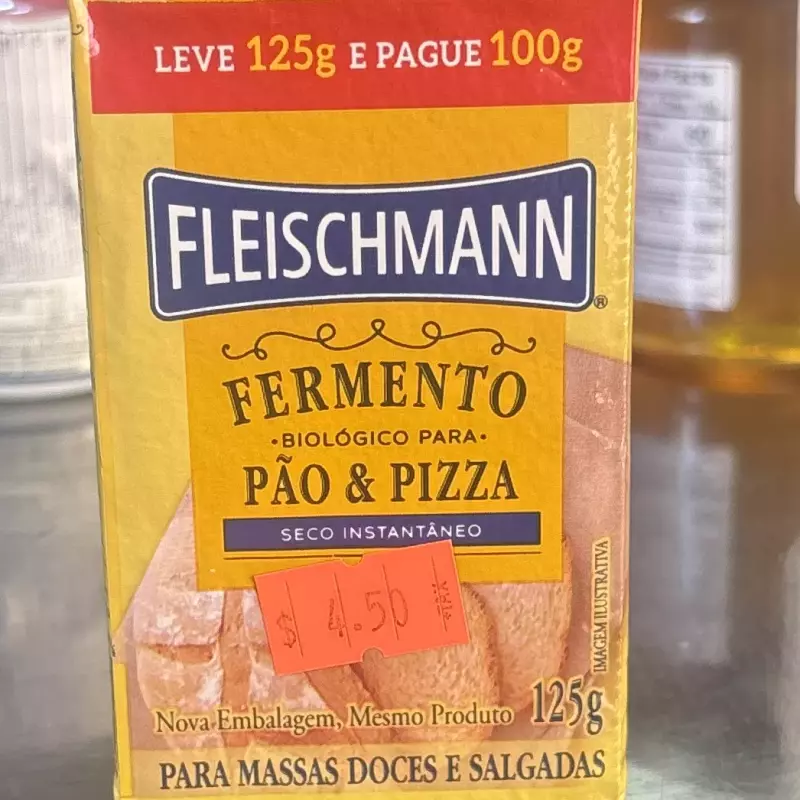 LEVE 125g E PAGUE 100g
FLEISCHMANN
®
FERMENTO
•BIOLÓGICO PARA•
PÃO & PIZZA
SECO INSTANTÂNEO
$ 4.50
IMAGEM ILUSTRATIVA
Nova Embalagem, Mesmo Produto 125g
PARA MASSAS DOCES E SALGADAS